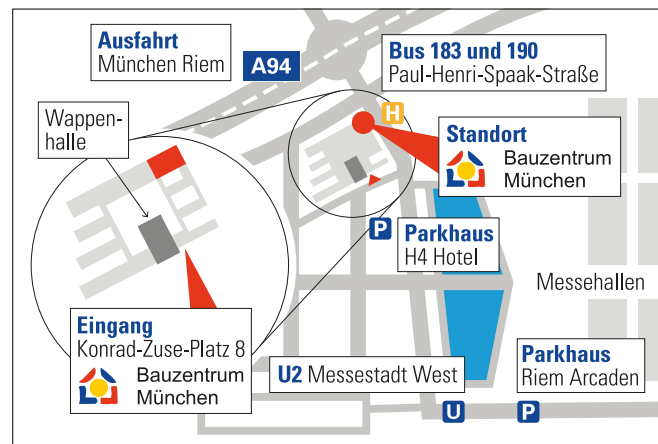 Ausfahrt
München Riem
A94
Bus 183 und 190
Paul-Henri-Spaak-Straße
H
Wappen-
halle
Standort
Bauzentrum
München
P
Parkhaus
H4 Hotel
Messehallen
Eingang
Konrad-Zuse-Platz 8
Bauzentrum
München
U2 Messestadt West
Parkhaus
Riem Arcaden
U
P